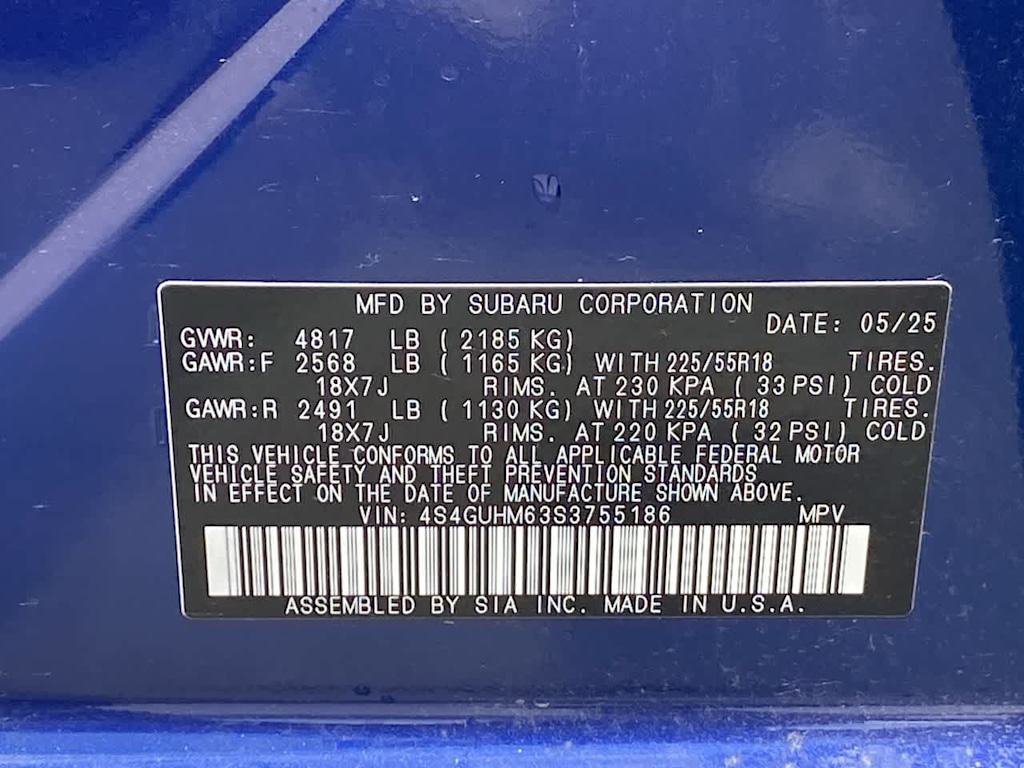 MFD BY SUBARU CORPORATION
DATE: 05/25
GVWR: 4817 LB ( 2185 KG)
GAWR:F 2568 LB ( 1165 KG) WITH 225/55R18 TIRES.
18X7J RIMS. AT 230 KPA ( 33 PSI) COLD
GAWR:R 2491 LB ( 1130 KG) WITH 225/55R18 TIRES.
18X7J RIMS. AT 220 KPA ( 32 PSI) COLD
THIS VEHICLE CONFORMS TO ALL APPLICABLE FEDERAL MOTOR
VEHICLE SAFETY AND THEFT PREVENTION STANDARDS
IN EFFECT ON THE DATE OF MANUFACTURE SHOWN ABOVE.
VIN: 4S4GUHM63S3755186 MPV
ASSEMBLED BY SIA INC. MADE IN U.S.A.